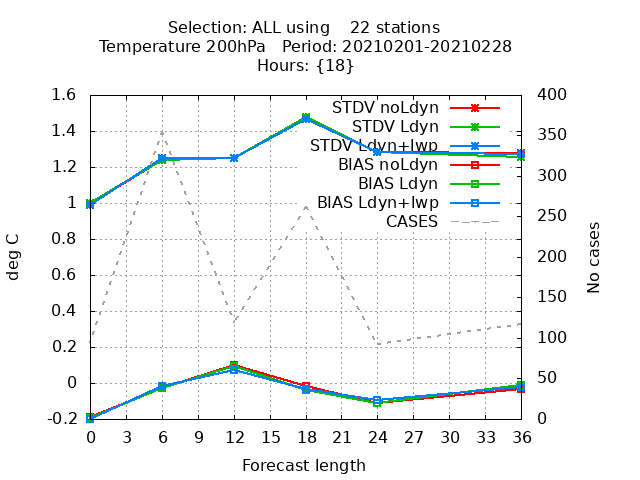 Selection: ALL using    22 stations
Temperature 200hPa   Period: 20210201-20210228
Hours: {18}
1.6
1.4
1.2
1
0.8
0.6
0.4
0.2
0
-0.2
deg C
STDV noLdyn
STDV Ldyn
STDV Ldyn+lwp
BIAS noLdyn
BIAS Ldyn
BIAS Ldyn+lwp
CASES
400
350
300
250
200
150
100
50
0
No cases
0 3 6 9 12 15 18 21 24 27 30 33 36
Forecast length